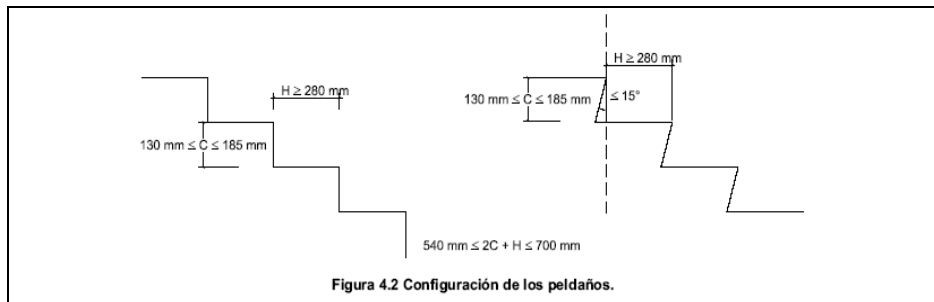 H ≥ 280 mm
130 mm ≤ C ≤ 185 mm
H ≥ 280 mm
130 mm ≤ C ≤ 185 mm
≤ 15°
540 mm ≤ 2C + H ≤ 700 mm
Figura 4.2 Configuración de los peldaños.